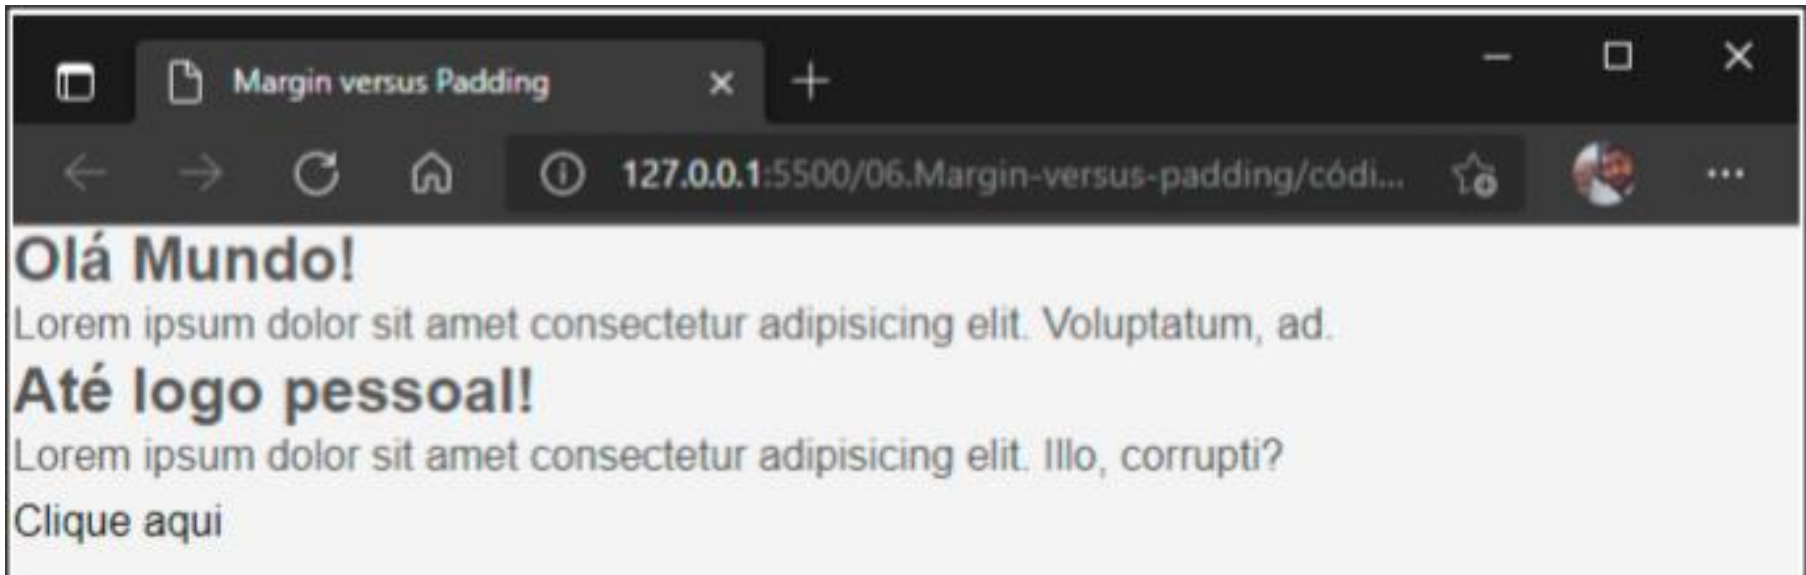 Margin versus Padding
127.0.0.1:5500/06.Margin-versus-padding/códi...
Olá Mundo!
Lorem ipsum dolor sit amet consectetur adipisicing elit. Voluptatum, ad.
Até logo pessoal!
Lorem ipsum dolor sit amet consectetur adipisicing elit. Illo, corrupti?
Clique aqui